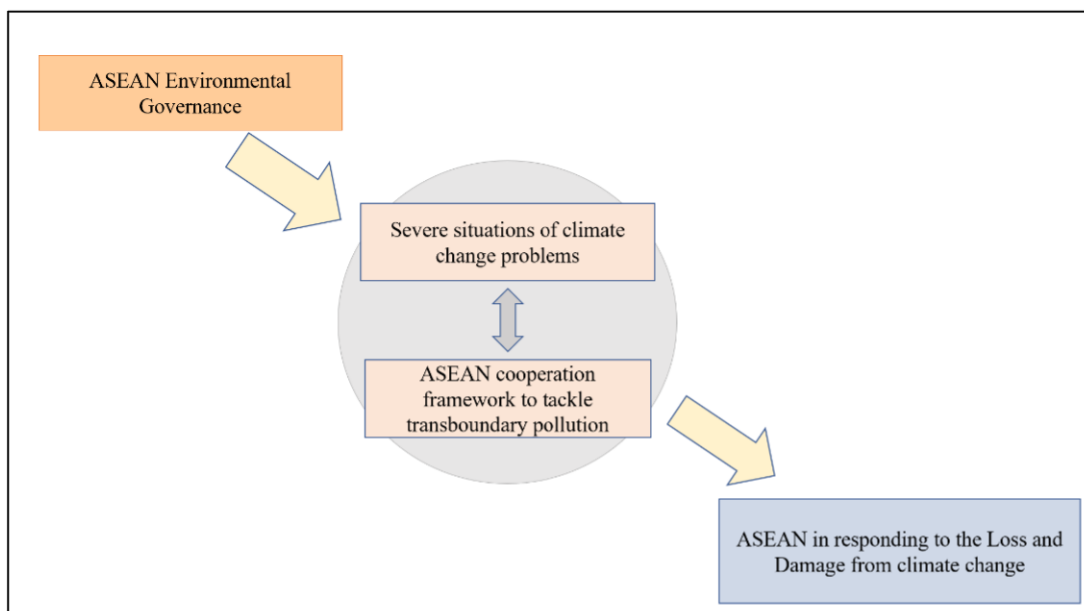 ASEAN Environmental
Governance
Severe situations of climate
change problems
ASEAN cooperation
framework to tackle
transboundary pollution
ASEAN in responding to the Loss and
Damage from climate change